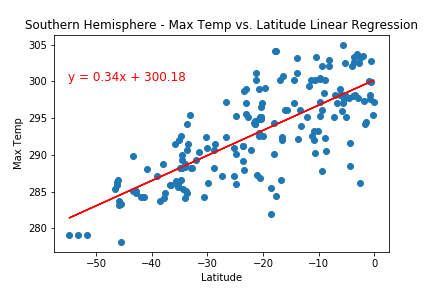 Southern Hemisphere - Max Temp vs. Latitude Linear Regression
305
y = 0.34x + 300.18
300
295
Max Temp
290
285
280
−50 −40 −30 −20 −10 0
Latitude